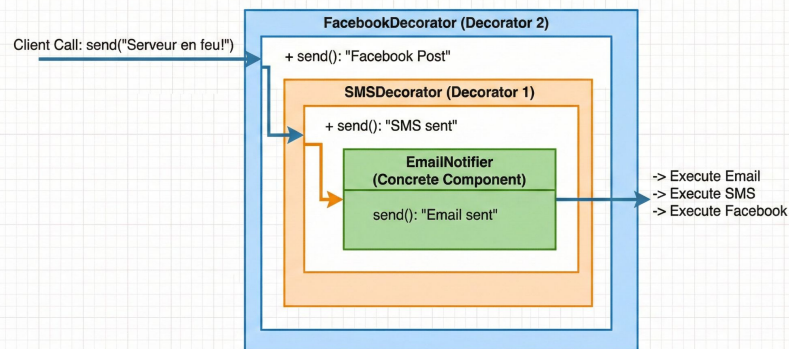 FacebookDecorator (Decorator 2)
Client Call: send("Serveur en feu!")
+ send(): "Facebook Post"
SMSDecorator (Decorator 1)
+ send(): "SMS sent"
EmailNotifier
(Concrete Component)
send(): "Email sent"
-> Execute Email
-> Execute SMS
-> Execute Facebook